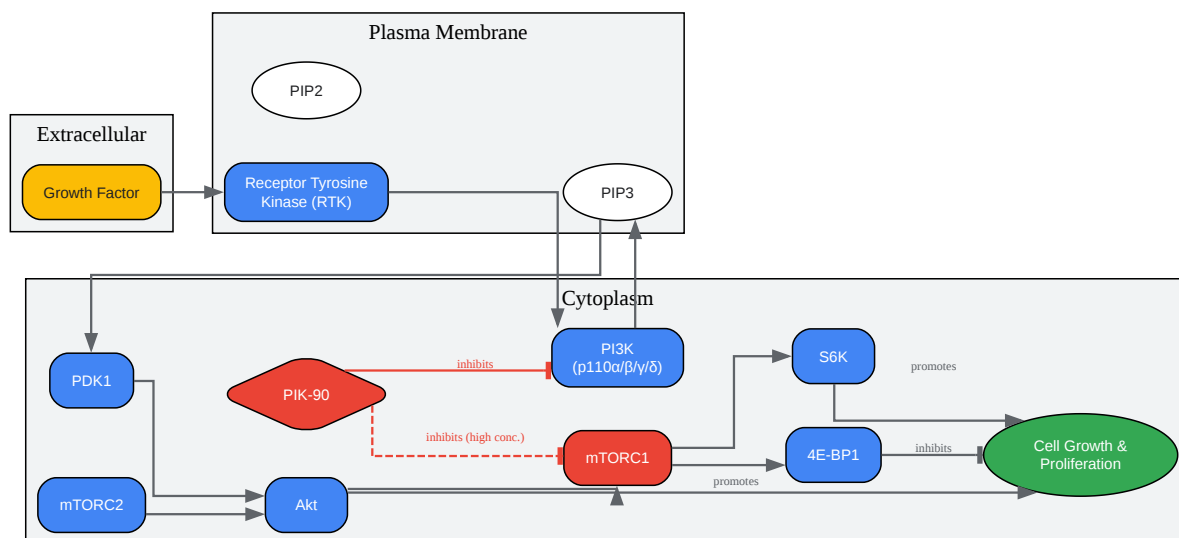 Plasma Membrane
PIP2
Extracellular
Growth Factor
Receptor Tyrosine
Kinase (RTK)
PIP3
Cytoplasm
PI3K
(p110α/β/γ/δ)
S6K
PDK1
PIK-90
inhibits
promotes
inhibits (high conc.)
mTORC1
4E-BP1
inhibits
Cell Growth &
Proliferation
mTORC2
Akt
promotes